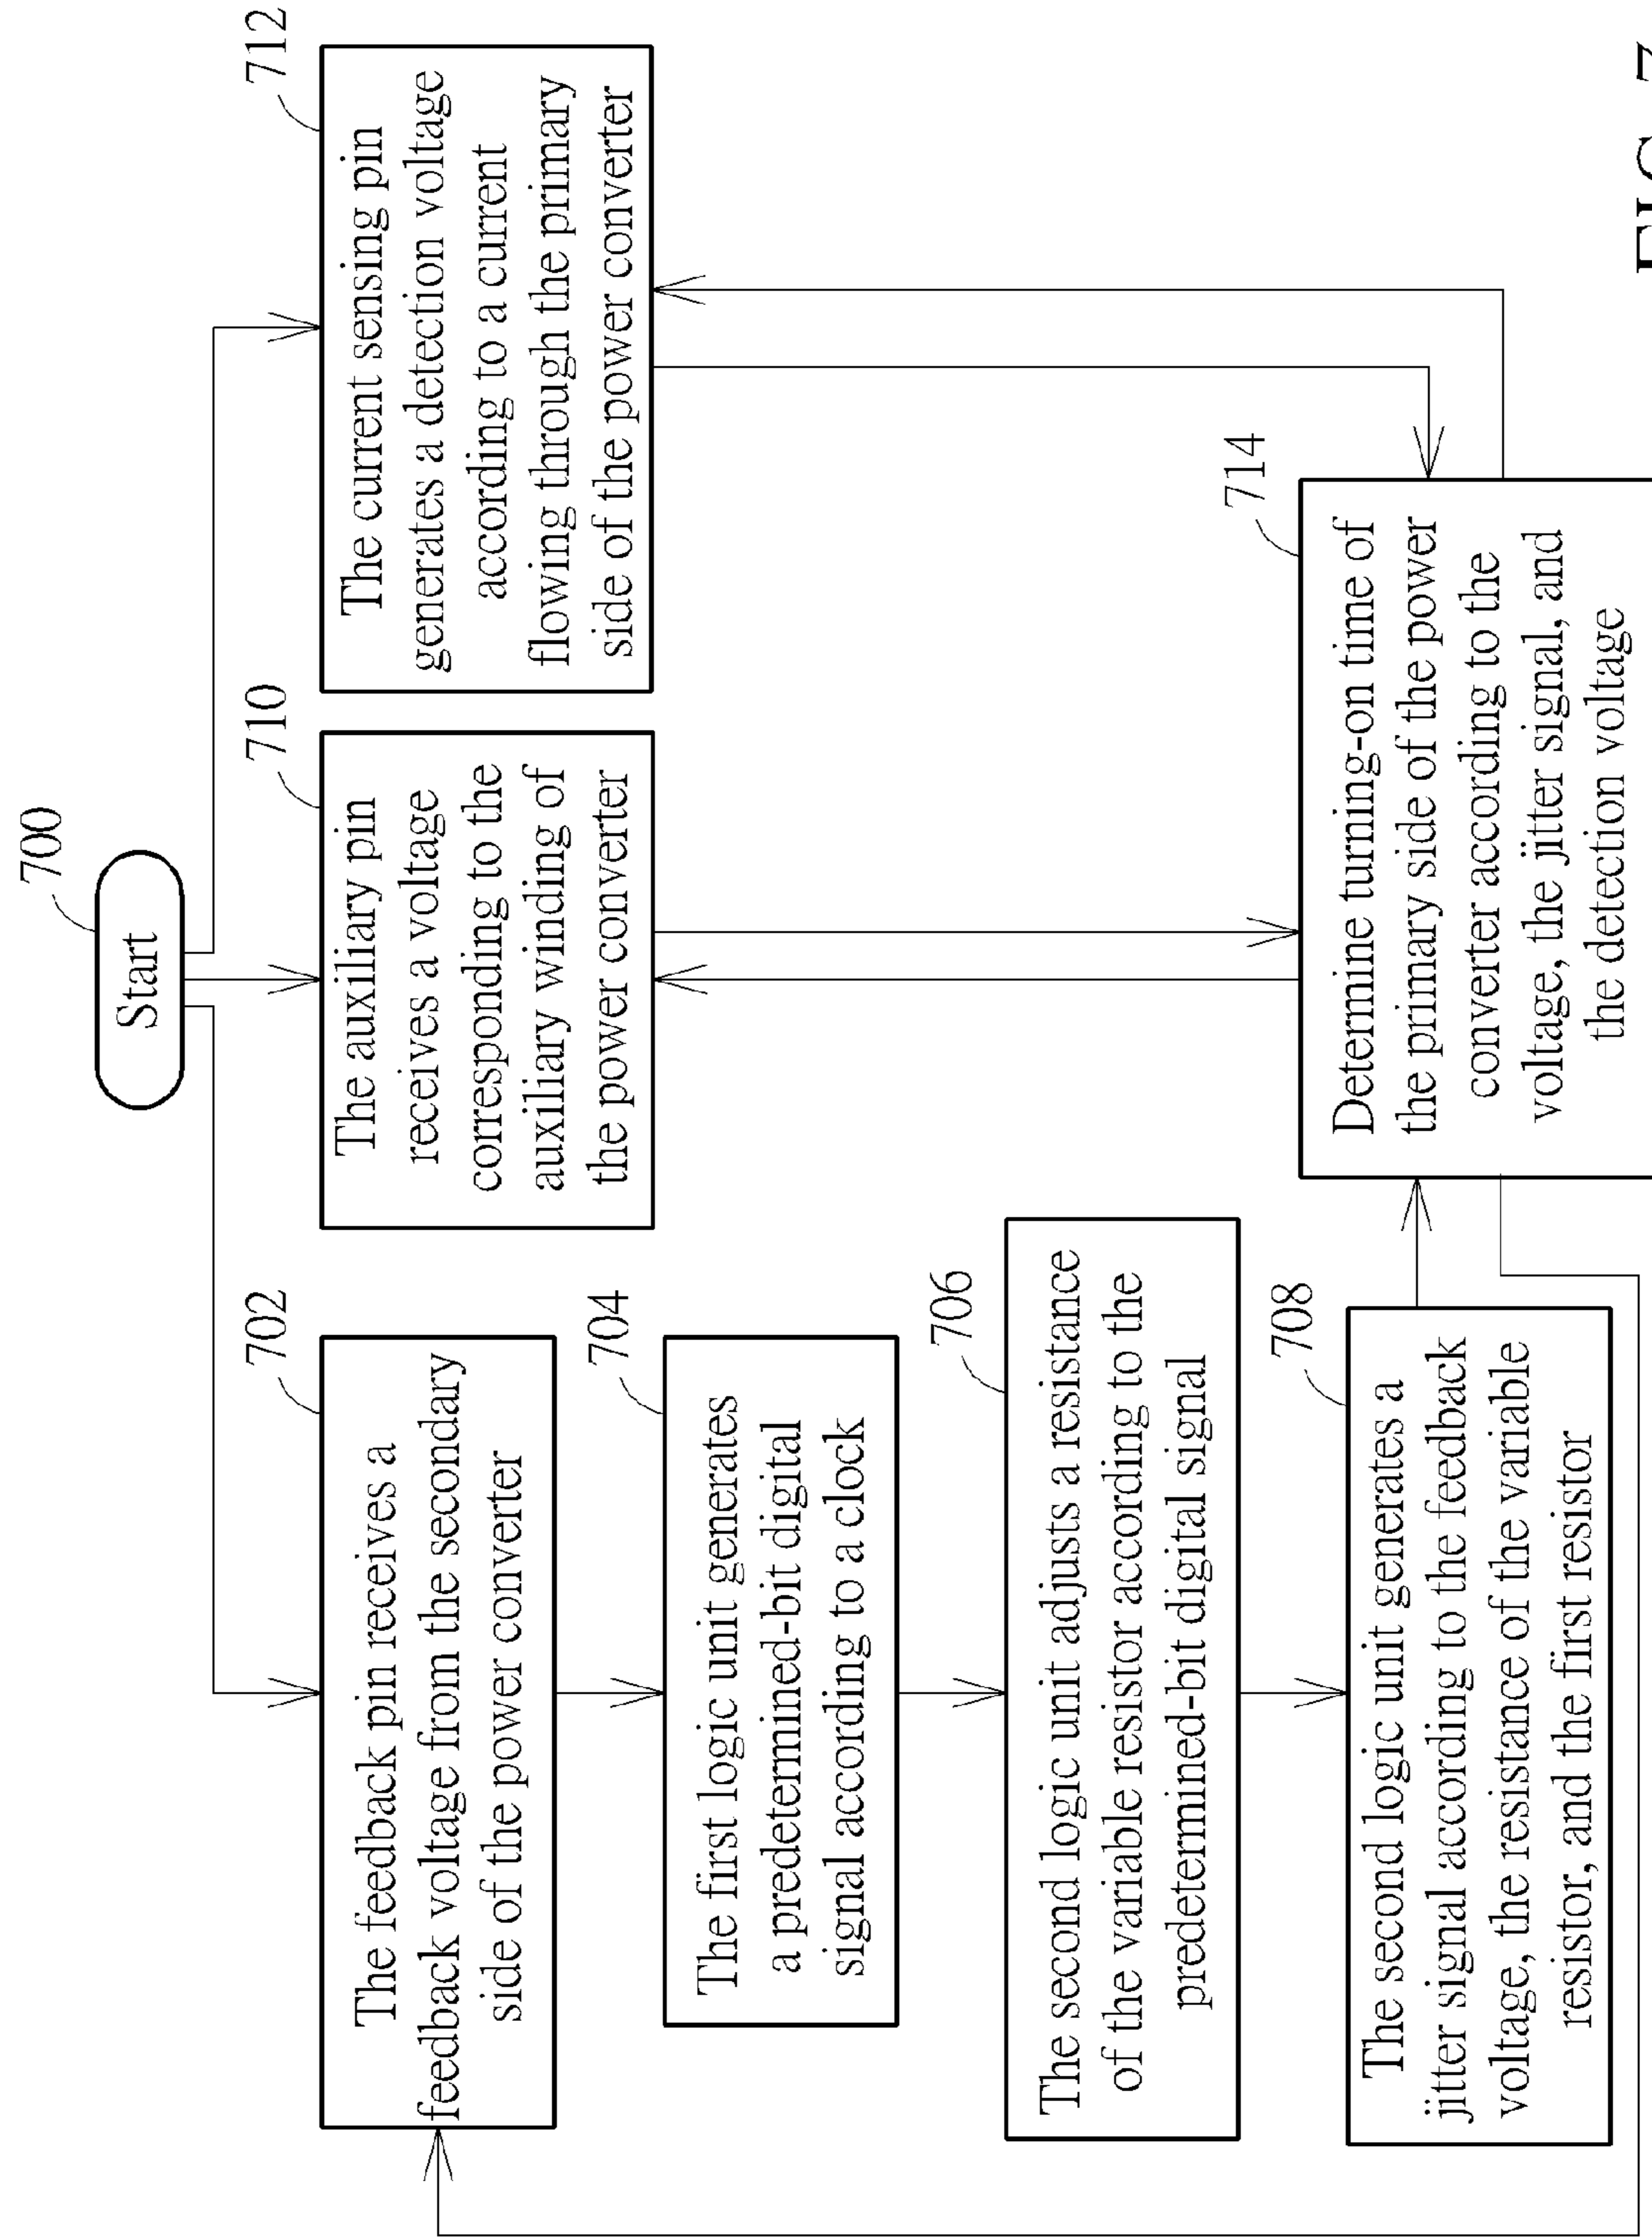 700
Start
702
The feedback pin receives a
feedback voltage from the secondary
side of the power converter
704
The first logic unit generates
a predetermined-bit digital
signal according to a clock
706
The second logic unit adjusts a resistance
of the variable resistor according to the
predetermined-bit digital signal
708
The second logic unit generates a
jitter signal according to the feedback
voltage, the resistance of the variable
resistor, and the first resistor
710
The auxiliary pin
receives a voltage
corresponding to the
auxiliary winding of
the power converter
712
The current sensing pin
generates a detection voltage
according to a current
flowing through the primary
side of the power converter
714
Determine turning-on time of
the primary side of the power
converter according to the
voltage, the jitter signal, and
the detection voltage